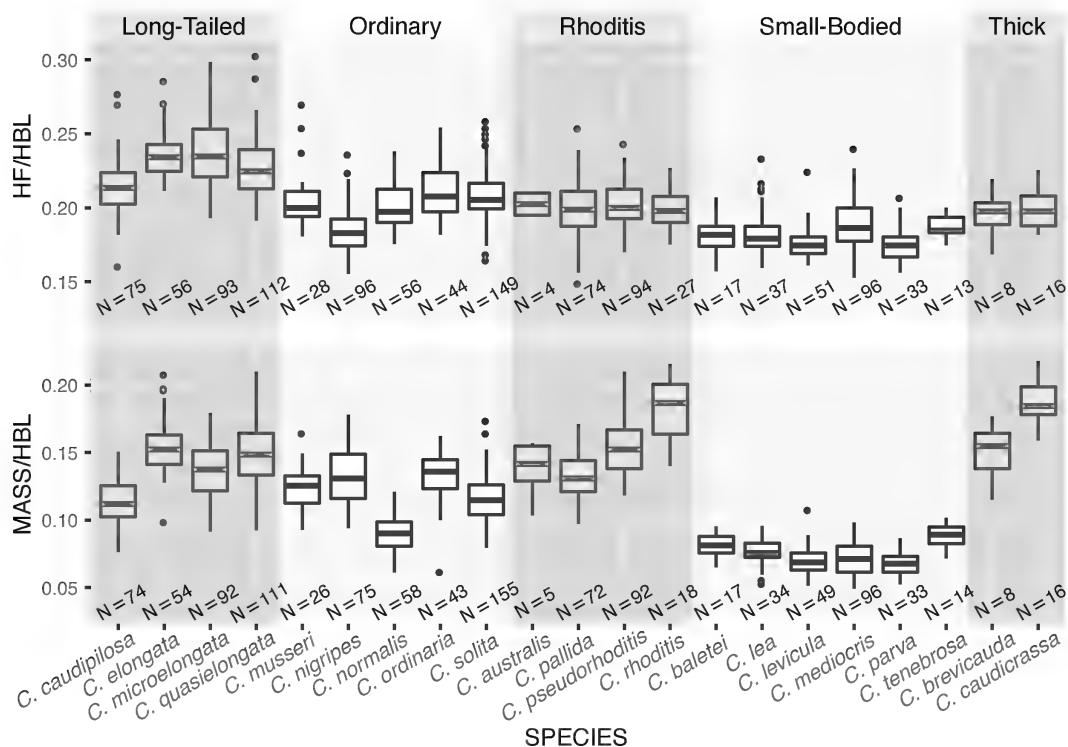 Long-Tailed Ordinary Rhoditis Small-Bodied Thick
HF/HBL
0.30
0.25
0.20
0.15
N=75 N=56 N=93 N=112 N=28 N=96 N=56 N=44 N=149 N=4 N=74 N=94 N=27 N=17 N=37 N=51 N=96 N=33 N=13 N=8 N=16
MASS/HBL
0.20
0.15
0.10
0.05
N=74 N=54 N=92 N=111 N=26 N=75 N=58 N=43 N=155 N=5 N=72 N=92 N=18 N=17 N=34 N=49 N=96 N=33 N=14 N=8 N=16
C. caudipilosa
C. elongata
C. microelongata
C. quasielongata
C. musseri
C. nigripes
C. normalis
C. ordinaria
C. solita
C. australis
C. pallida
C. pseudorhoditis
C. rhoditis
C. baletei
C. lea
C. levicula
C. mediocris
C. parva
C. tenebrosa
C. brevicauda
C. caudicrassa
SPECIES